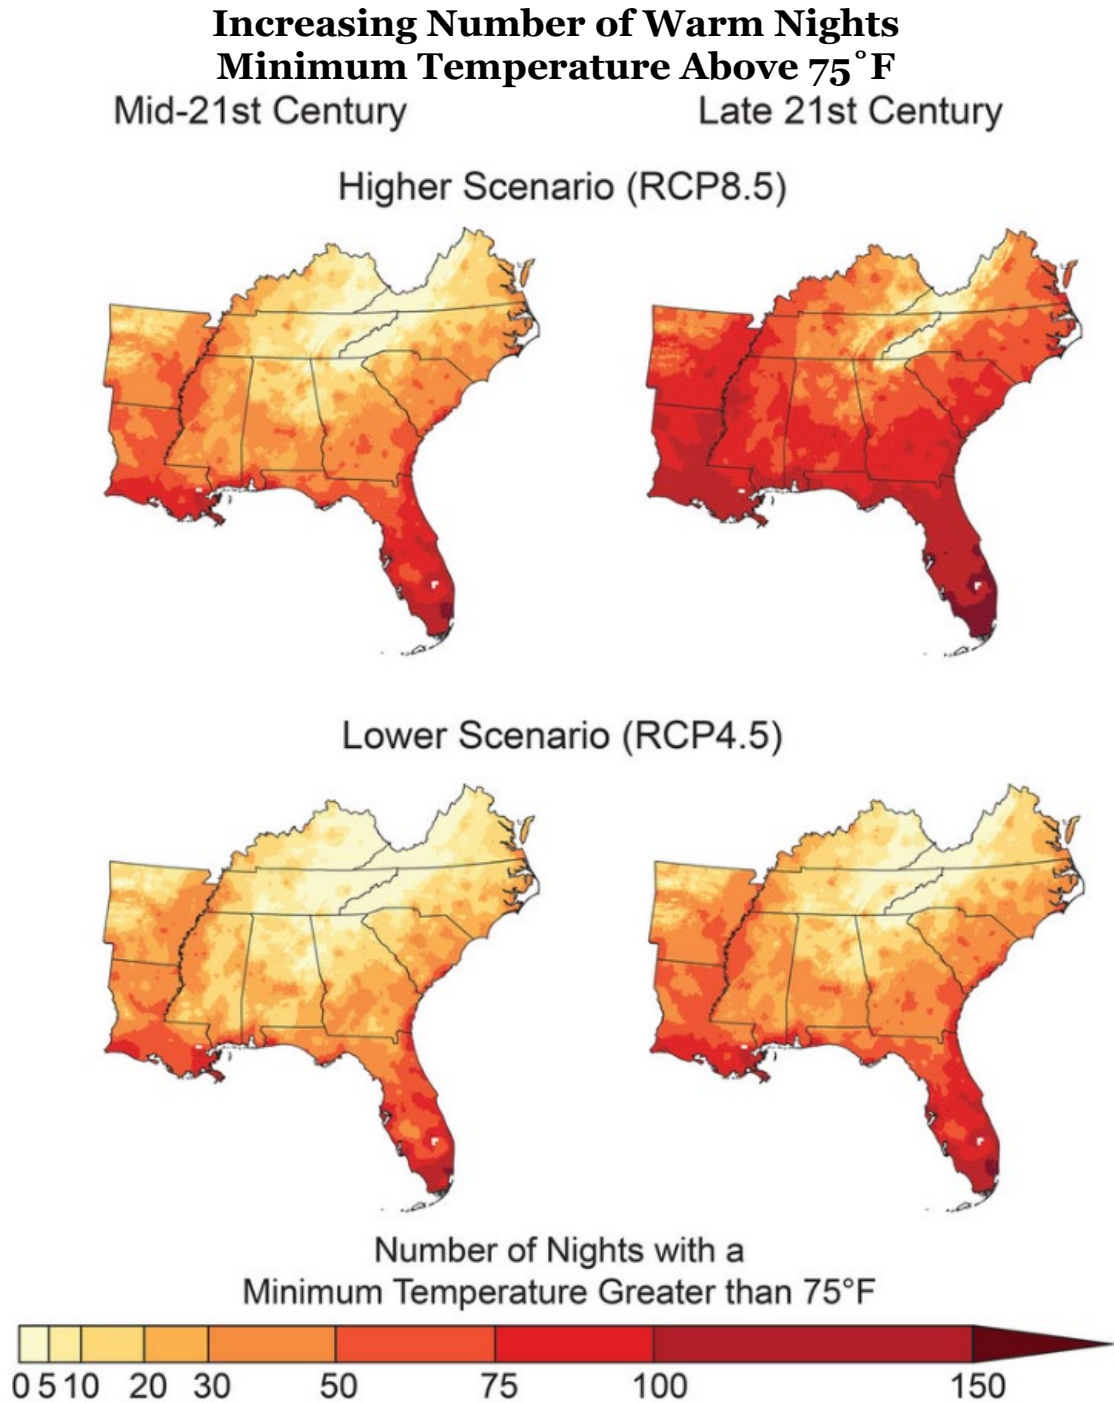 Increasing Number of Warm Nights
Minimum Temperature Above 75˚F
Mid-21st Century
Late 21st Century
Higher Scenario (RCP8.5)
Lower Scenario (RCP4.5)
Number of Nights with a
Minimum Temperature Greater than 75°F
0 5 10 20 30 50 75 100 150